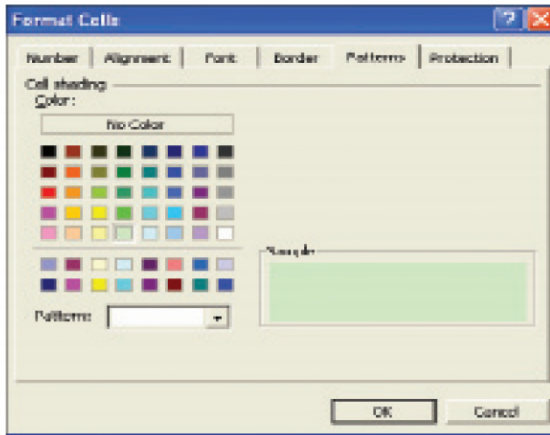 Format Cells
Number Alignment Font Border Patterns Protection
Cell shading
Color:
No Color
Sample
Pattern:
OK Cancel